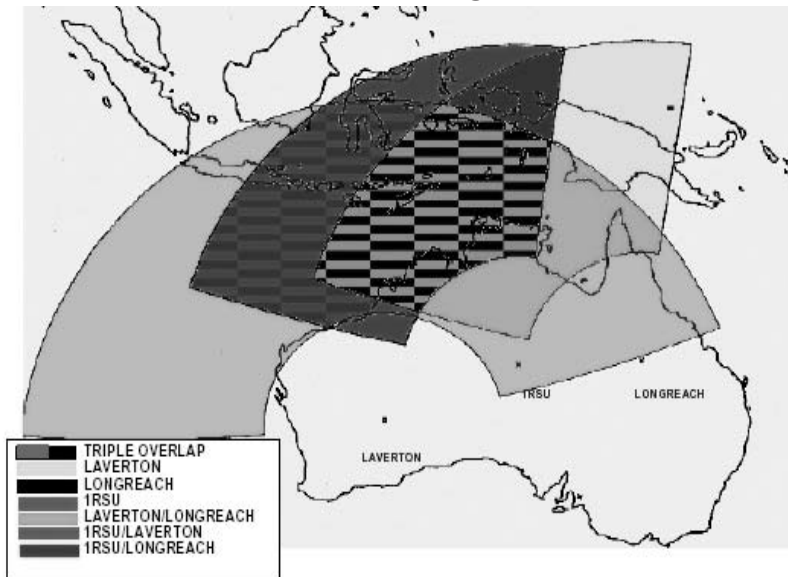 1RSU
LONGREACH
LAVERTON
TRIPLE OVERLAP
LAVERTON
LONGREACH
1RSU
LAVERTON/LONGREACH
1RSU/LAVERTON
1RSU/LONGREACH